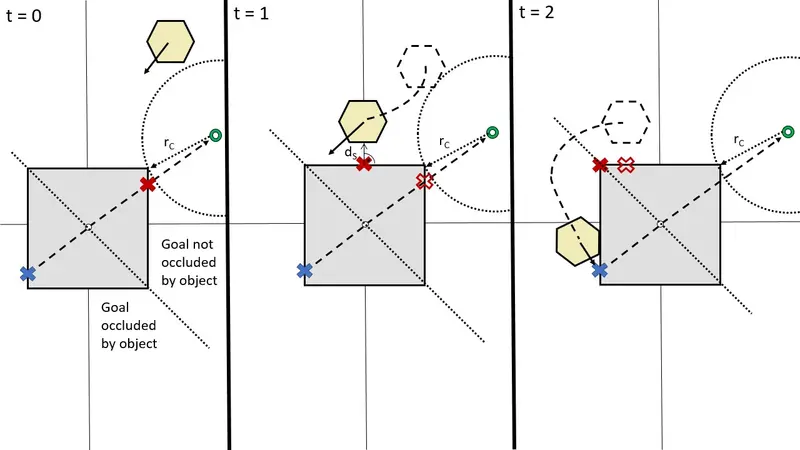 t = 0
r_C
Goal not
occluded
by object
Goal
occluded
by object
t = 1
r_C
d_S
t = 2
r_C